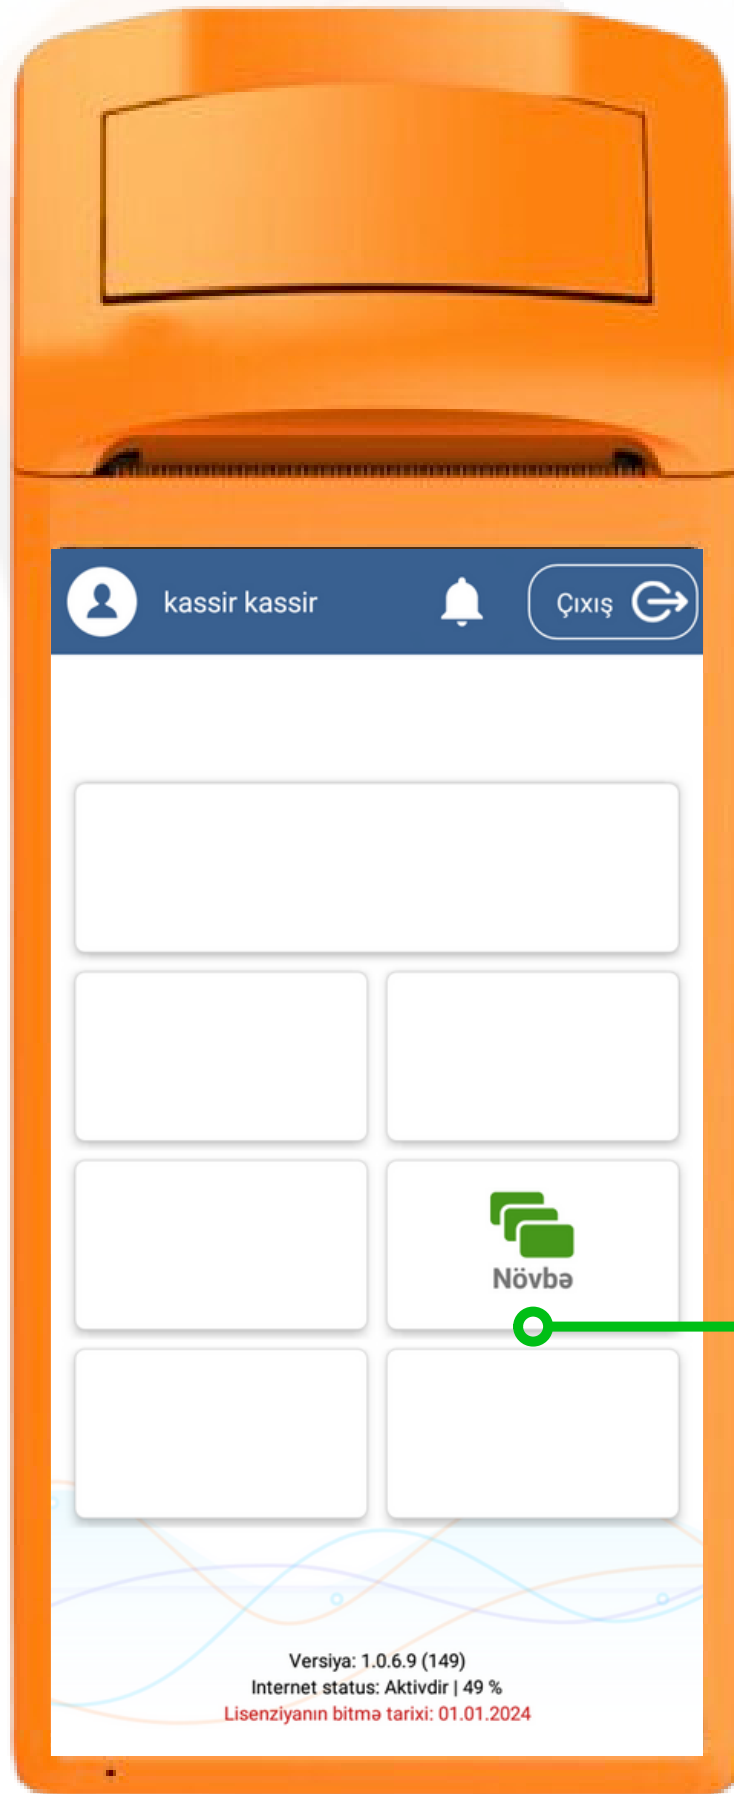 kassir kassir
Çıxış
Növbə
Versiya: 1.0.6.9 (149)
Internet status: Aktivdir | 49 %
Lisenziyanın bitmə tarixi: 01.01.2024